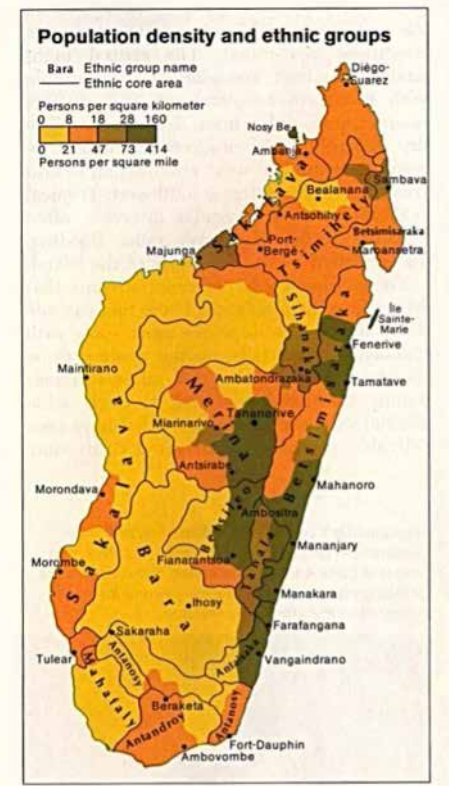 Population density and ethnic groups
Bara Ethnic group name
Ethnic core area
Persons per square kilometer
0 8 18 28 160
0 21 47 73 414
Persons per square mile
Diégo-
Suarez
Nosy Be
Ambanja
Sambava
Bealanana
Sakalava
Antsohihy
Tsimihety
Betsimisaraka
Port-
Bergé
Maroansetra
Majunga
Île
Sainte-
Marie
Sihanaka
Fenerive
Maintirano
Ambatondrazaka
Tamatave
Merina
Tananarive
Miarinarivo
Betsimisaraka
Antsirabe
Sakalava
Morondava
Mahanoro
Ambositra
Betsileo
Mananjary
Tanala
Morombe
Fianarantsoa
Bara
Manakara
Ihosy
Farafangana
Sakaraha
Tulear
Antanosy
Antaisaka
Vangaindrano
Mahafaly
Beraketa
Antanosy
Antandroy
Fort-Dauphin
Ambovombe